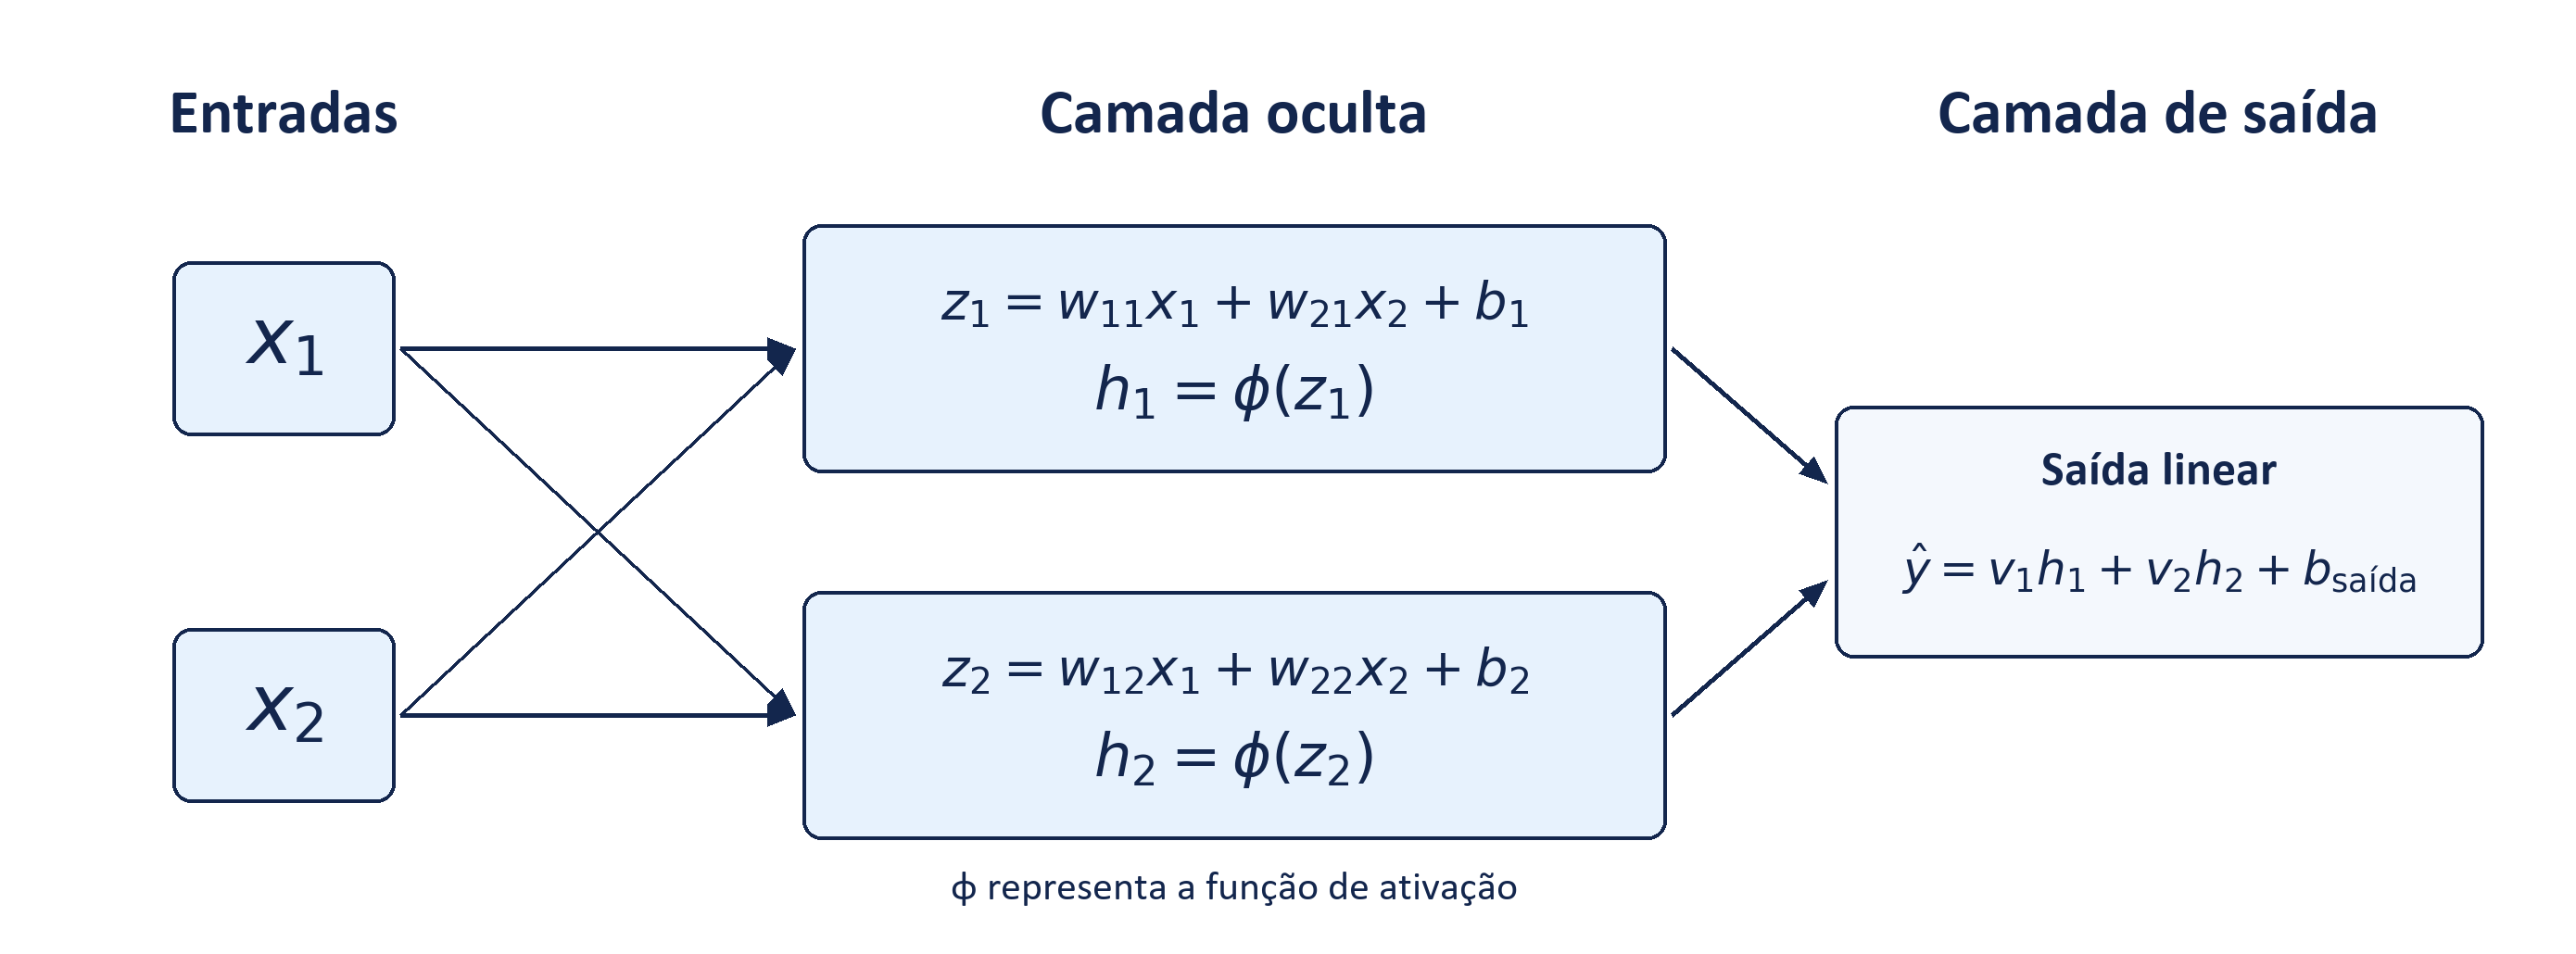 Entradas
Camada oculta
Camada de saída
x₁
z₁ = w₁₁x₁ + w₂₁x₂ + b₁
h₁ = ϕ(z₁)
x₂
z₂ = w₁₂x₁ + w₂₂x₂ + b₂
h₂ = ϕ(z₂)
Saída linear
ŷ = v₁h₁ + v₂h₂ + b_saída
ϕ representa a função de ativação